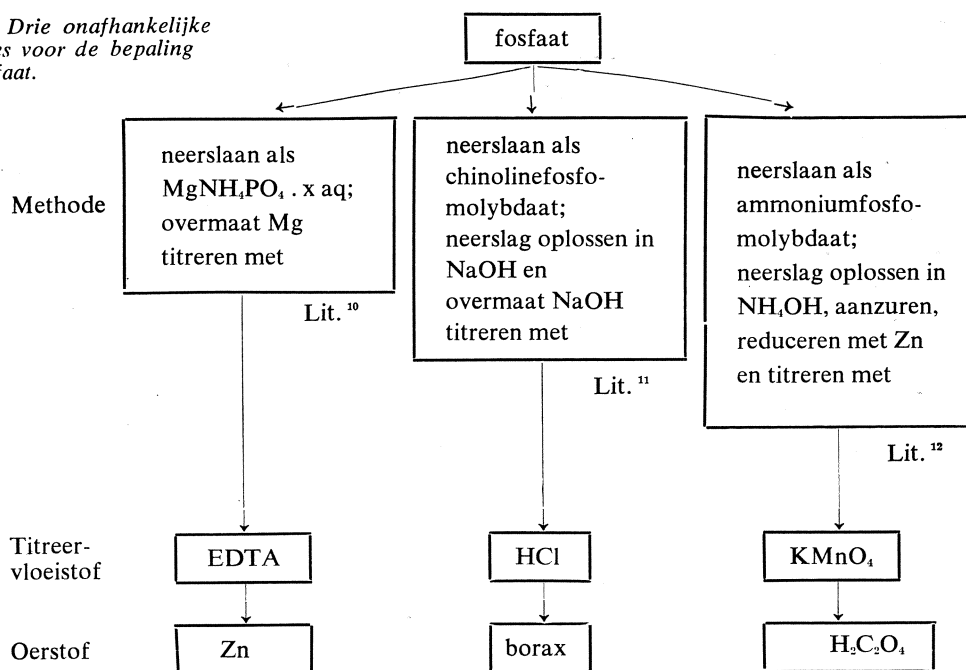 Drie onafhankelijke
voor de bepaling
fosfaat
Methode
neerslaan als
MgNH₄PO₄ . x aq;
overmaat Mg
titreren met
Lit. ¹⁰
neerslaan als
chinolinefosfo-
molybdaat;
neerslag oplossen in
NaOH en
overmaat NaOH
titreren met
Lit. ¹¹
neerslaan als
ammoniumfosfo-
molybdaat;
neerslag oplossen in
NH₄OH, aanzuren,
reduceren met Zn
en titreren met
Lit. ¹²
Titreer-
vloeistof
EDTA
HCl
KMnO₄
Oerstof
Zn
borax
H₂C₂O₄